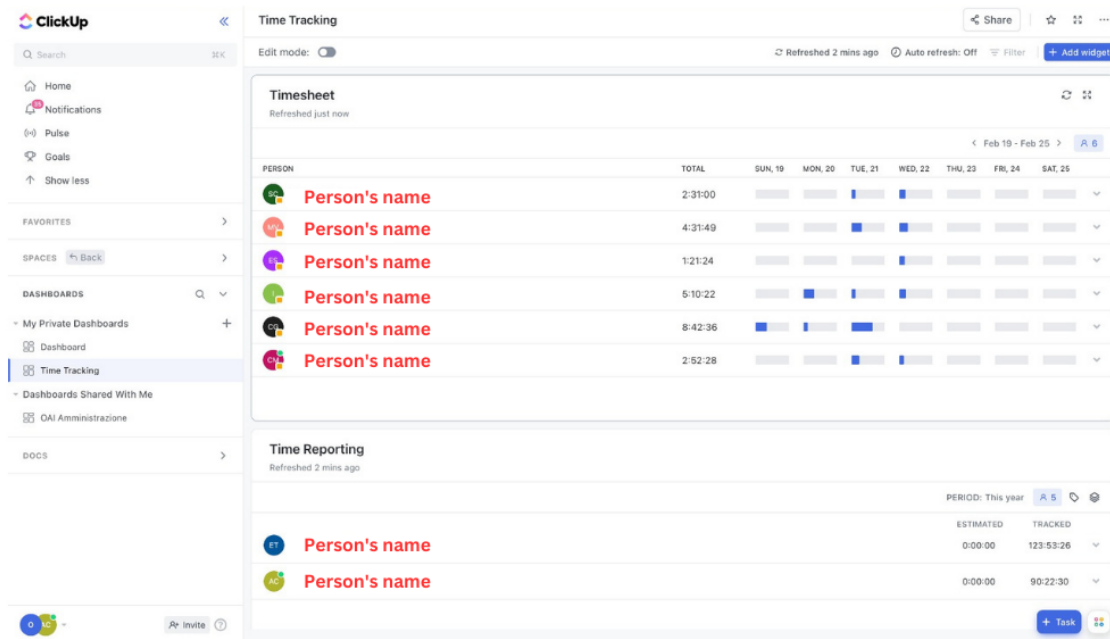 ClickUp
Search ⌘K
Home
25
Notifications
Pulse
Goals
Show less
FAVORITES
SPACES Back
DASHBOARDS
My Private Dashboards
Dashboard
Time Tracking
Dashboards Shared With Me
OAI Amministrazione
DOCS
O AC Invite
Time Tracking Share
Edit mode: Refreshed 2 mins ago Auto refresh: Off Filter + Add widget
Timesheet
Refreshed just now
Feb 19 - Feb 25 6
PERSON TOTAL SUN, 19 MON, 20 TUE, 21 WED, 22 THU, 23 FRI, 24 SAT, 25
SC Person's name 2:31:00
Person's name 4:31:49
ES Person's name 1:21:24
I Person's name 5:10:22
CG Person's name 8:42:36
CM Person's name 2:52:28
Time Reporting
Refreshed 2 mins ago
PERIOD: This year 5
ESTIMATED TRACKED
ET Person's name 0:00:00 123:53:26
AC Person's name 0:00:00 90:22:30
+ Task